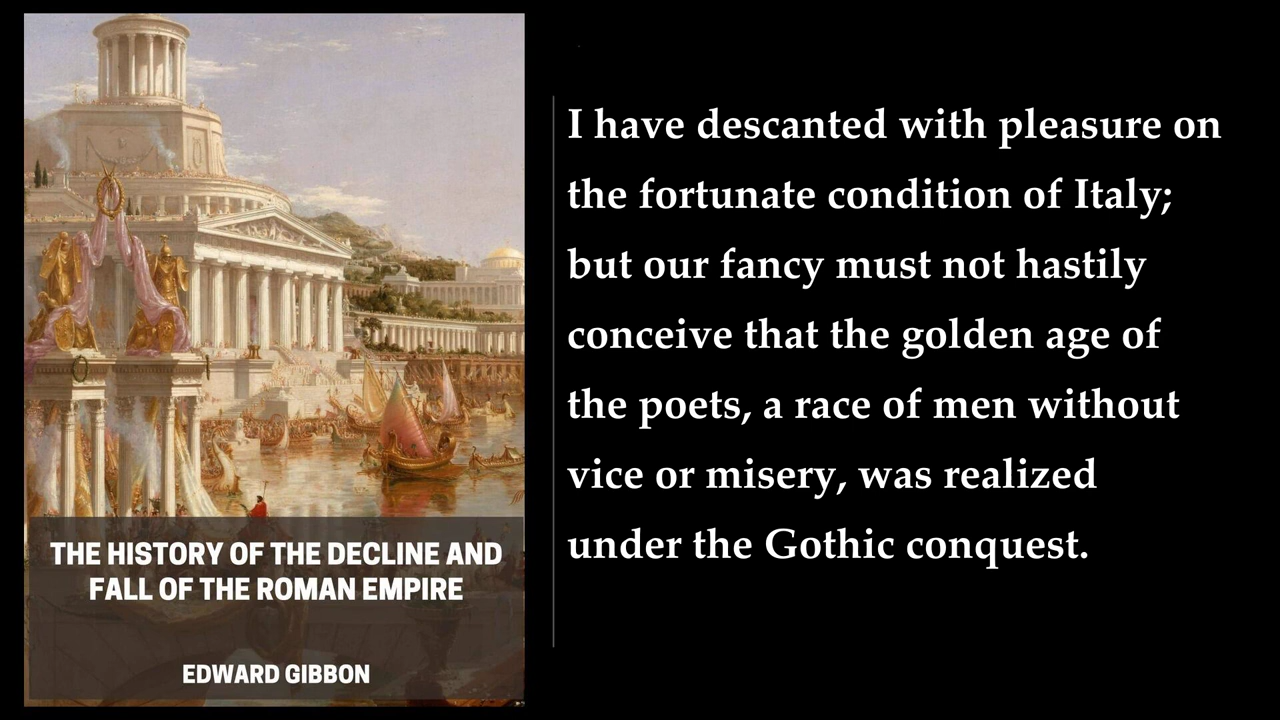 THE HISTORY OF THE DECLINE AND
FALL OF THE ROMAN EMPIRE
EDWARD GIBBON
I have descanted with pleasure on
the fortunate condition of Italy;
but our fancy must not hastily
conceive that the golden age of
the poets, a race of men without
vice or misery, was realized
under the Gothic conquest.